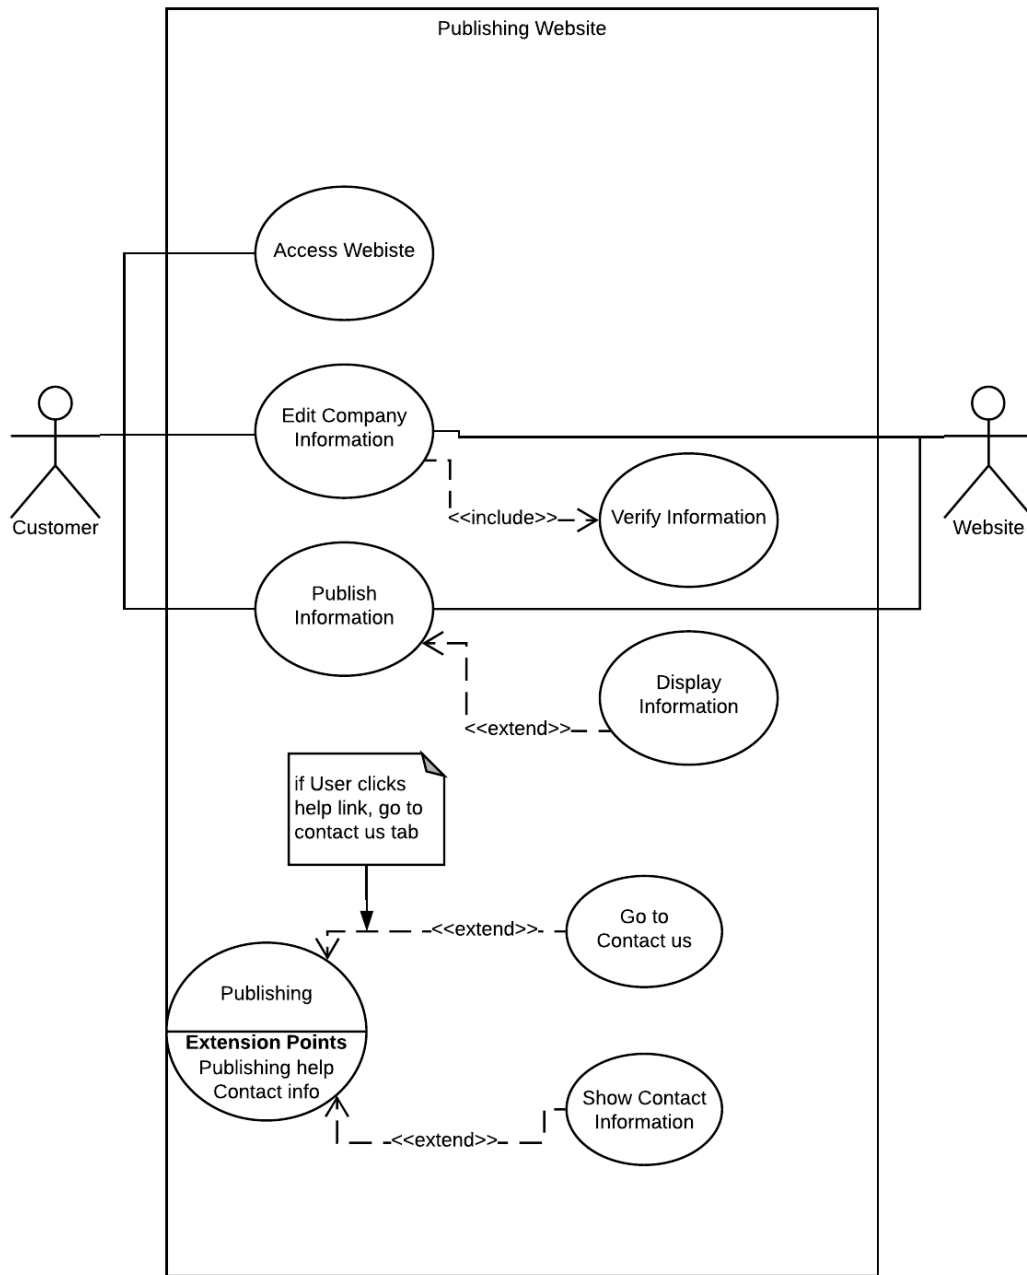 Publishing Website
Access Webiste
Edit Company
Information
Customer
Website
<<include>>
Verify Information
Publish
Information
Display
Information
<<extend>>
if User clicks
help link, go to
contact us tab
<<extend>>
Go to
Contact us
Publishing
Extension Points
Publishing help
Contact info
Show Contact
Information
<<extend>>